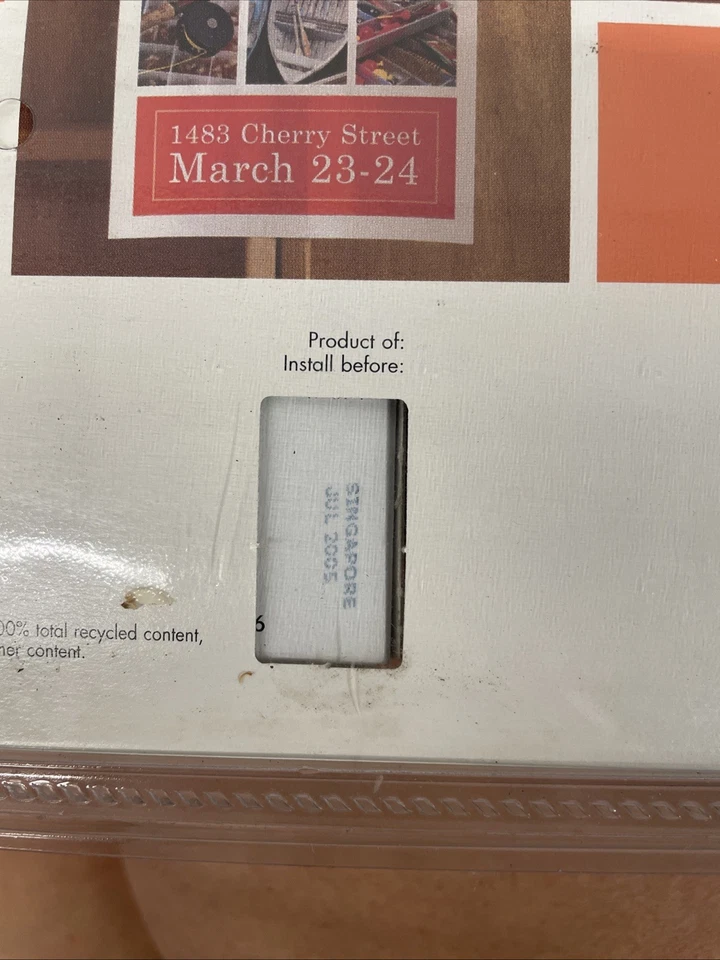 1483 Cherry Street
March 23-24
Product of:
Install before:
SINGAPORE
JUL 2005
6
00% total recycled content,
ner content.